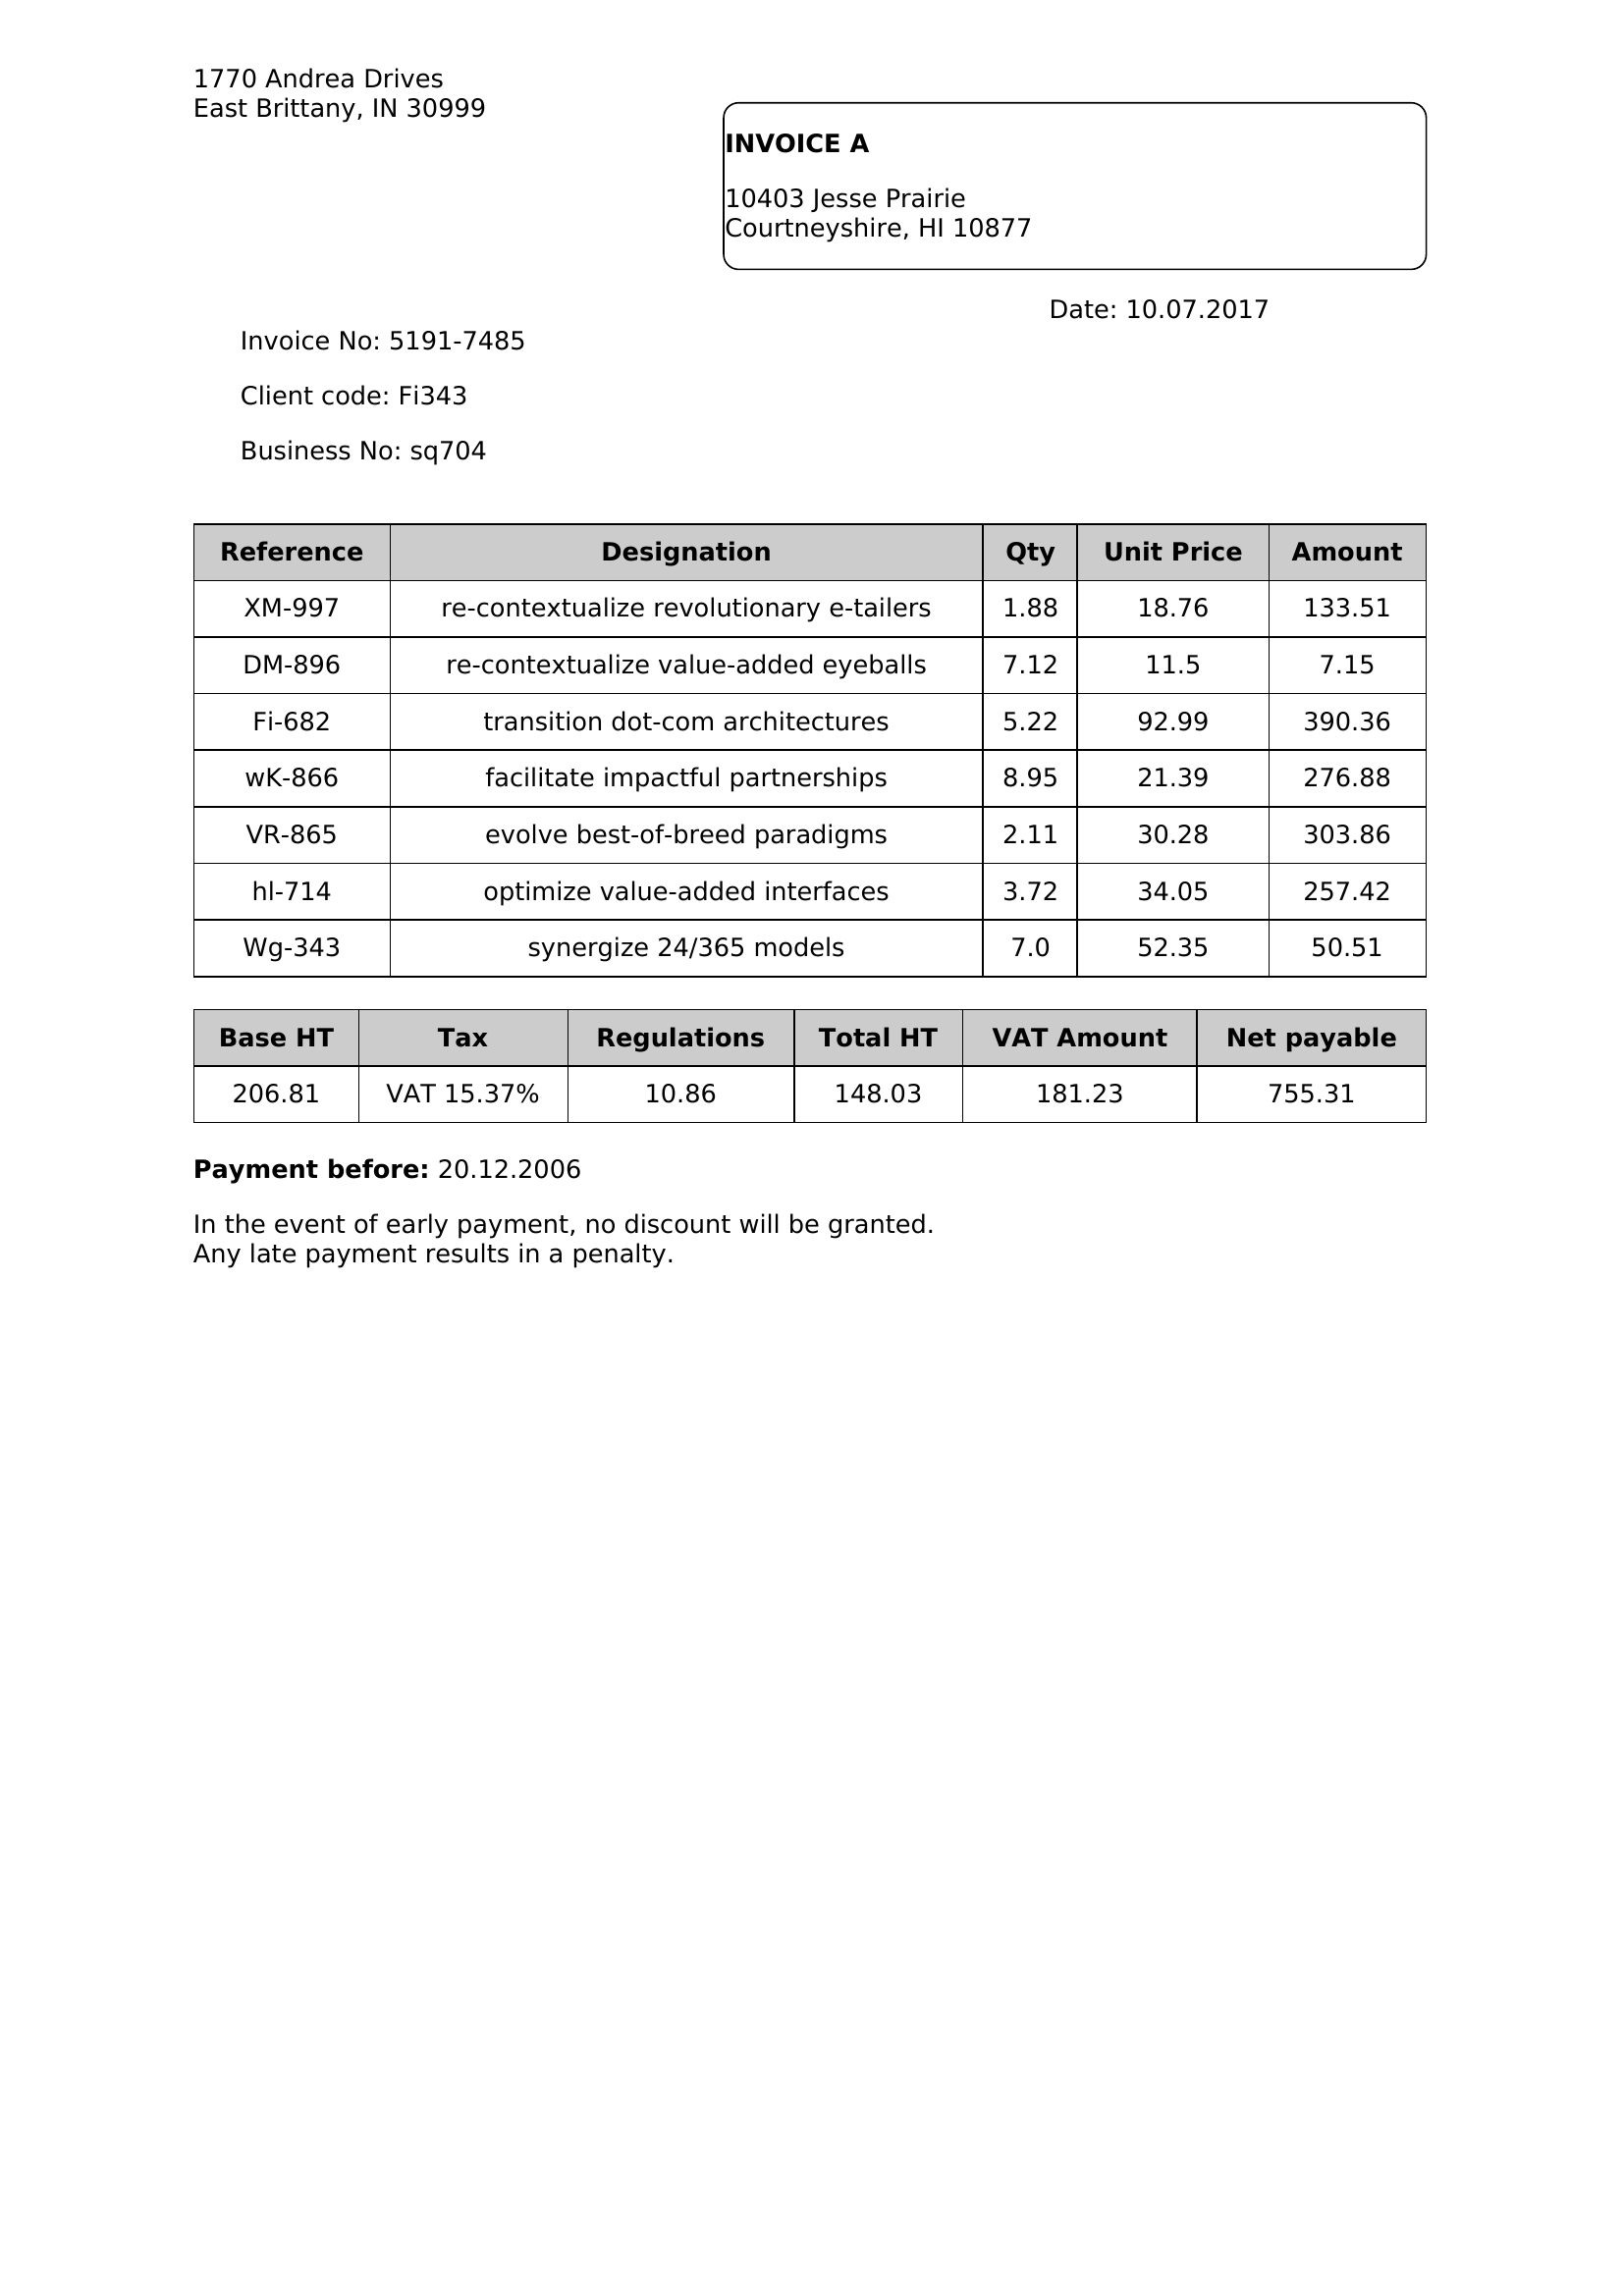 1770 Andrea Drives
East Brittany, IN 30999
INVOICE A
10403 Jesse Prairie
Courtneyshire, HI 10877
Date: 10.07.2017
Invoice No: 5191-7485
Client code: Fi343
Business No: sq704
Reference Designation Qty Unit Price Amount
XM-997 re-contextualize revolutionary e-tailers 1.88 18.76 133.51
DM-896 re-contextualize value-added eyeballs 7.12 11.5 7.15
Fi-682 transition dot-com architectures 5.22 92.99 390.36
wK-866 facilitate impactful partnerships 8.95 21.39 276.88
VR-865 evolve best-of-breed paradigms 2.11 30.28 303.86
hl-714 optimize value-added interfaces 3.72 34.05 257.42
Wg-343 synergize 24/365 models 7.0 52.35 50.51
Base HT Tax Regulations Total HT VAT Amount Net payable
206.81 VAT 15.37% 10.86 148.03 181.23 755.31
Payment before: 20.12.2006
In the event of early payment, no discount will be granted.
Any late payment results in a penalty.